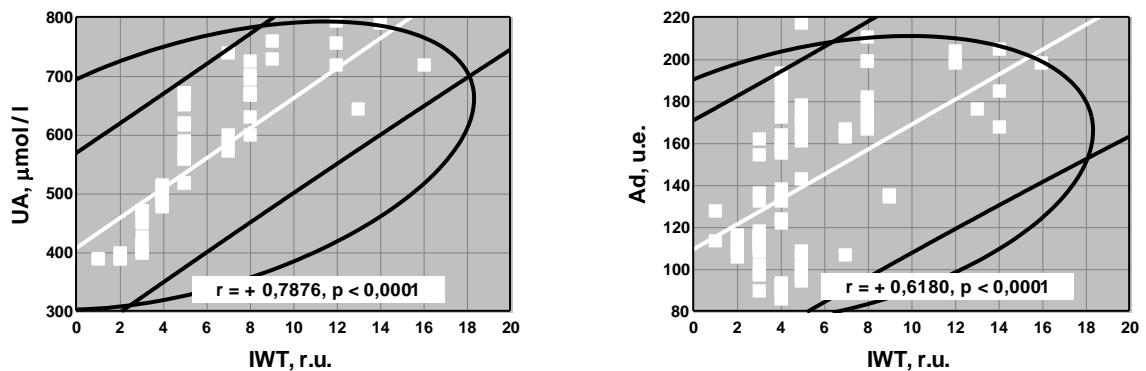 800
700
600
500
400
300
UA, μmol / l
0 2 4 6 8 10 12 14 16 18 20
IWT, r.u.
r = + 0,7876, p < 0,0001
220
200
180
160
140
120
100
80
Ad, u.e.
0 2 4 6 8 10 12 14 16 18 20
IWT, r.u.
r = + 0,6180, p < 0,0001